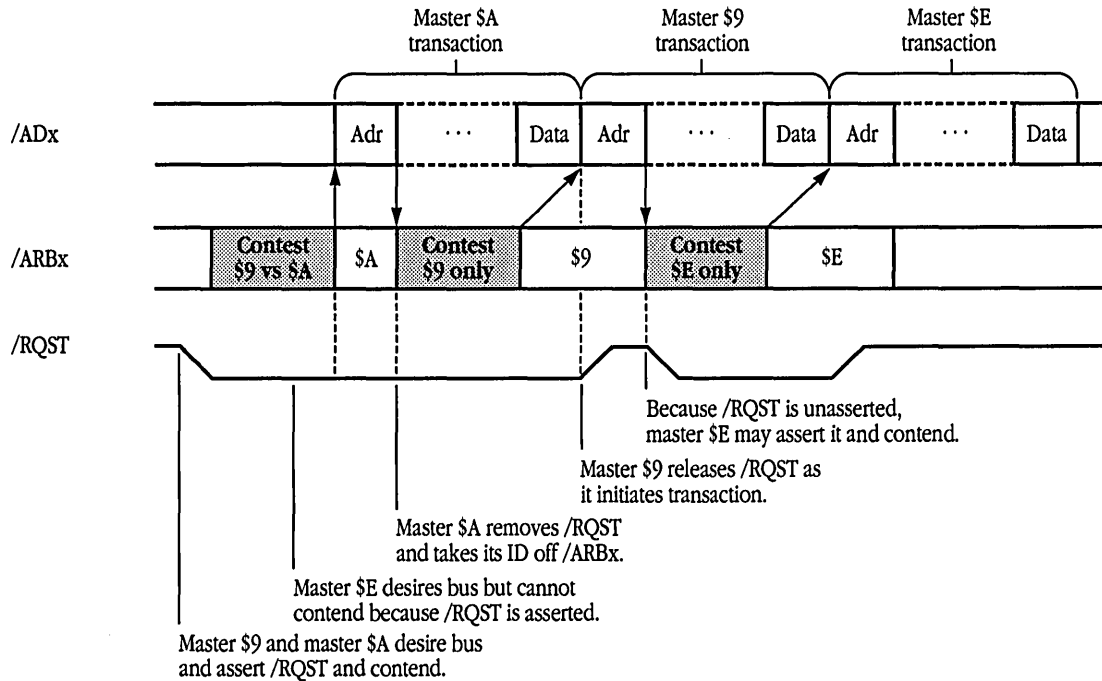 Master $A
transaction
Master $9
transaction
Master $E
transaction
/ADx
Adr
···
Data
Adr
···
Data
Adr
···
Data
/ARBx
Contest
$9 vs $A
$A
Contest
$9 only
$9
Contest
$E only
$E
/RQST
Because /RQST is unasserted,
master $E may assert it and contend.
Master $9 releases /RQST as
it initiates transaction.
Master $A removes /RQST
and takes its ID off /ARBx.
Master $E desires bus but cannot
contend because /RQST is asserted.
Master $9 and master $A desire bus
and assert /RQST and contend.